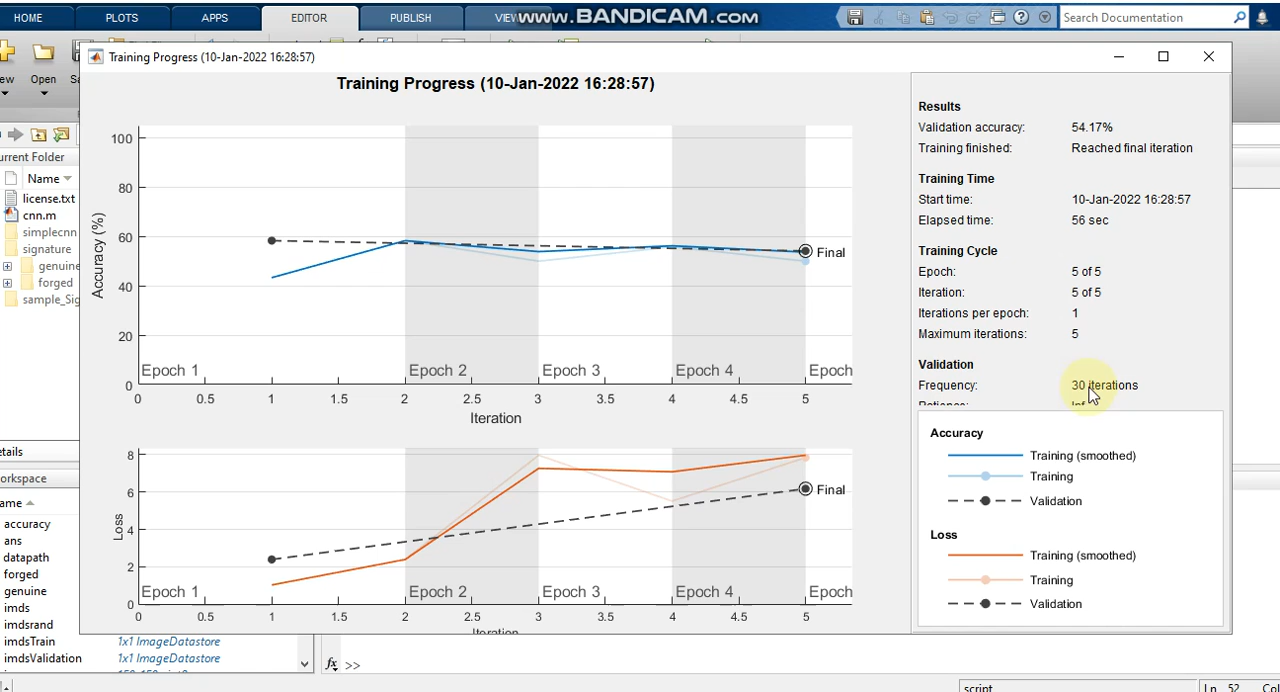 HOME PLOTS APPS EDITOR PUBLISH VIEW
www.BANDICAM.com
Search Documentation
Open
Training Progress (10-Jan-2022 16:28:57)
Training Progress (10-Jan-2022 16:28:57)
Name
license.txt
cnn.m
simplecnn
signature
genuine
forged
accuracy
ans
datapath
forged
genuine
imds
imdsrand
imdsTrain 1x1 ImageDatastore
imdsValidation 1x1 ImageDatastore
Accuracy (%)
100
80
60
40
20
0
Final
Epoch 1 Epoch 2 Epoch 3 Epoch 4 Epoch
0 0.5 1 1.5 2 2.5 3 3.5 4 4.5 5
Iteration
Loss
8
6
4
2
0
Final
Epoch 1 Epoch 2 Epoch 3 Epoch 4 Epoch
0 0.5 1 1.5 2 2.5 3 3.5 4 4.5 5
Iteration
Results
Validation accuracy: 54.17%
Training finished: Reached final iteration
Training Time
Start time: 10-Jan-2022 16:28:57
Elapsed time: 56 sec
Training Cycle
Epoch: 5 of 5
Iteration: 5 of 5
Iterations per epoch: 1
Maximum iterations: 5
Validation
Frequency: 30 iterations
Accuracy
Training (smoothed)
Training
Validation
Loss
Training (smoothed)
Training
Validation
fx >>
script Ln 52